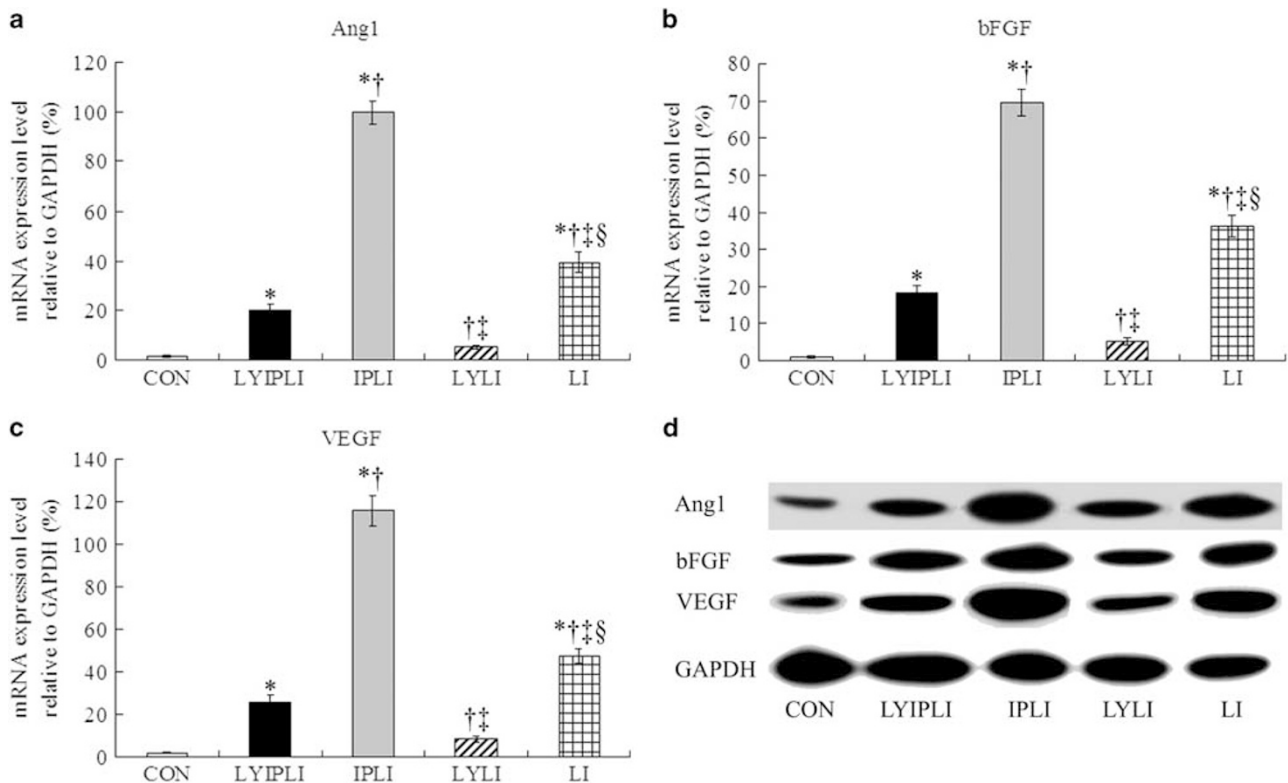 a
Ang1
mRNA expression level
relative to GAPDH (%)
120
100
80
60
40
20
0
*†
*
†‡
*†‡§
CON LYIPLI IPLI LYLI LI
b
bFGF
mRNA expression level
relative to GAPDH (%)
80
70
60
50
40
30
20
10
0
*†
*
†‡
*†‡§
CON LYIPLI IPLI LYLI LI
c
VEGF
mRNA expression level
relative to GAPDH (%)
140
120
100
80
60
40
20
0
*†
*
†‡
*†‡§
CON LYIPLI IPLI LYLI LI
d
Ang1
bFGF
VEGF
GAPDH
CON LYIPLI IPLI LYLI LI